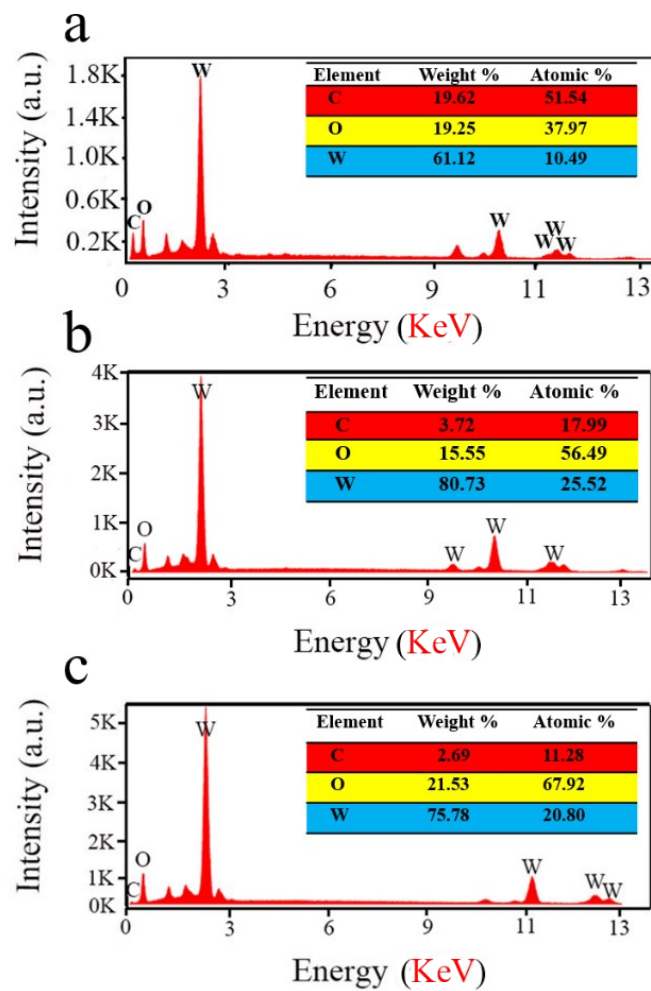 a
Intensity (a.u.)
1.8K
1.4K
1.0K
0.6K
0.2K
C
O
W
W
W
W
W
Element Weight % Atomic %
C 19.62 51.54
O 19.25 37.97
W 61.12 10.49
0 3 6 9 11 13
Energy (KeV)
b
Intensity (a.u.)
4K
3K
2K
1K
0K
C
O
W
W
W
W
Element Weight % Atomic %
C 3.72 17.99
O 15.55 56.49
W 80.73 25.52
0 3 6 9 11 13
Energy (KeV)
c
Intensity (a.u.)
5K
4K
3K
2K
1K
0K
C
O
W
W
W
W
Element Weight % Atomic %
C 2.69 11.28
O 21.53 67.92
W 75.78 20.80
0 3 6 9 11 13
Energy (KeV)